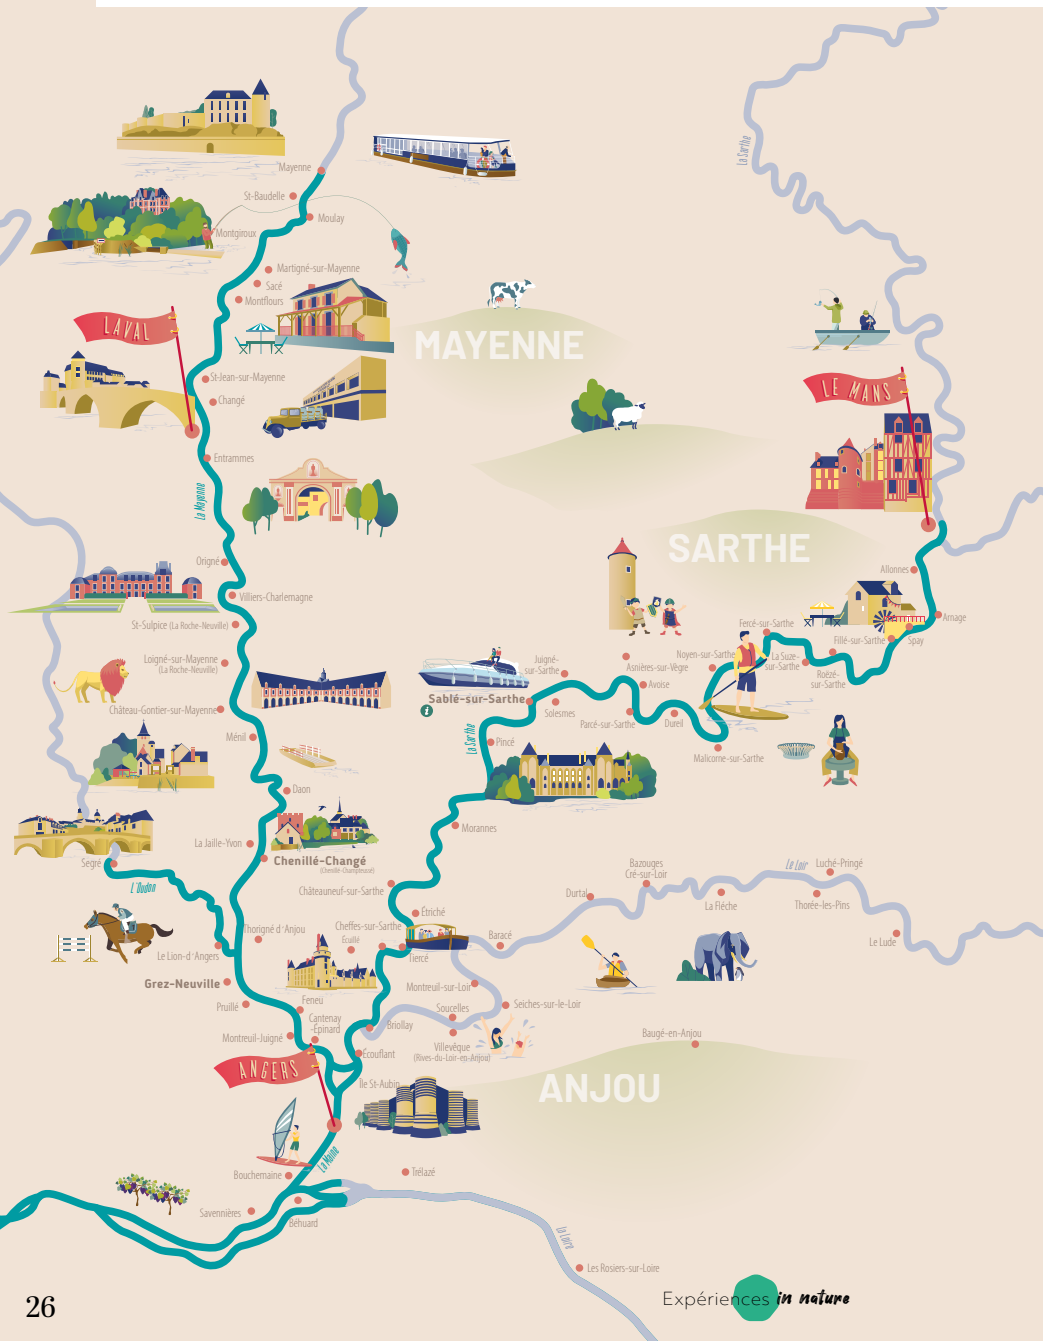 Mayenne
La Sarthe
St-Baudelle
Moulay
Montgiroux
Martigné-sur-Mayenne
Sacé
Montflours
LAVAL
MAYENNE
St-Jean-sur-Mayenne
LE MANS
Changé
Entrammes
La Mayenne
SARTHE
Origné
Allonnes
Villiers-Charlemagne
Arnage
St-Sulpice (La Roche-Neuville)
Fercé-sur-Sarthe
Fillé-sur-Sarthe
Spay
Loigné-sur-Mayenne
(La Roche-Neuville)
Juigné-
sur-Sarthe
Asnières-sur-Vègre
Noyen-sur-Sarthe
La Suze-
sur-Sarthe
Roëzé-
sur-Sarthe
Avoise
Sablé-sur-Sarthe
i
Château-Gontier-sur-Mayenne
Solesmes
Parcé-sur-Sarthe
Dureil
Ménil
La Sarthe
Pincé
Malicorne-sur-Sarthe
Daon
Morannes
La Jaille-Yvon
Chenillé-Changé
(Chenillé-Champteussé)
Segré
L'Oudon
Châteauneuf-sur-Sarthe
Bazouges
Cré-sur-Loir
Le Loir
Luché-Pringé
Durtal
La Flèche
Thorée-les-Pins
Étriché
Thorigné d'Anjou
Cheffes-sur-Sarthe
Écuillé
Baracé
Le Lude
Le Lion-d'Angers
Tiercé
Grez-Neuville
Montreuil-sur-Loir
Pruillé
Feneu
Soucelles
Seiches-sur-le-Loir
Cantenay
-Épinard
Briollay
Montreuil-Juigné
Villevêque
(Rives-du-Loir-en-Anjou)
Baugé-en-Anjou
Écouflant
ANGERS
Île St-Aubin
ANJOU
La Maine
Bouchemaine
Trélazé
Savennières
Béhuard
La Loire
Les Rosiers-sur-Loire
26
Expériences in nature